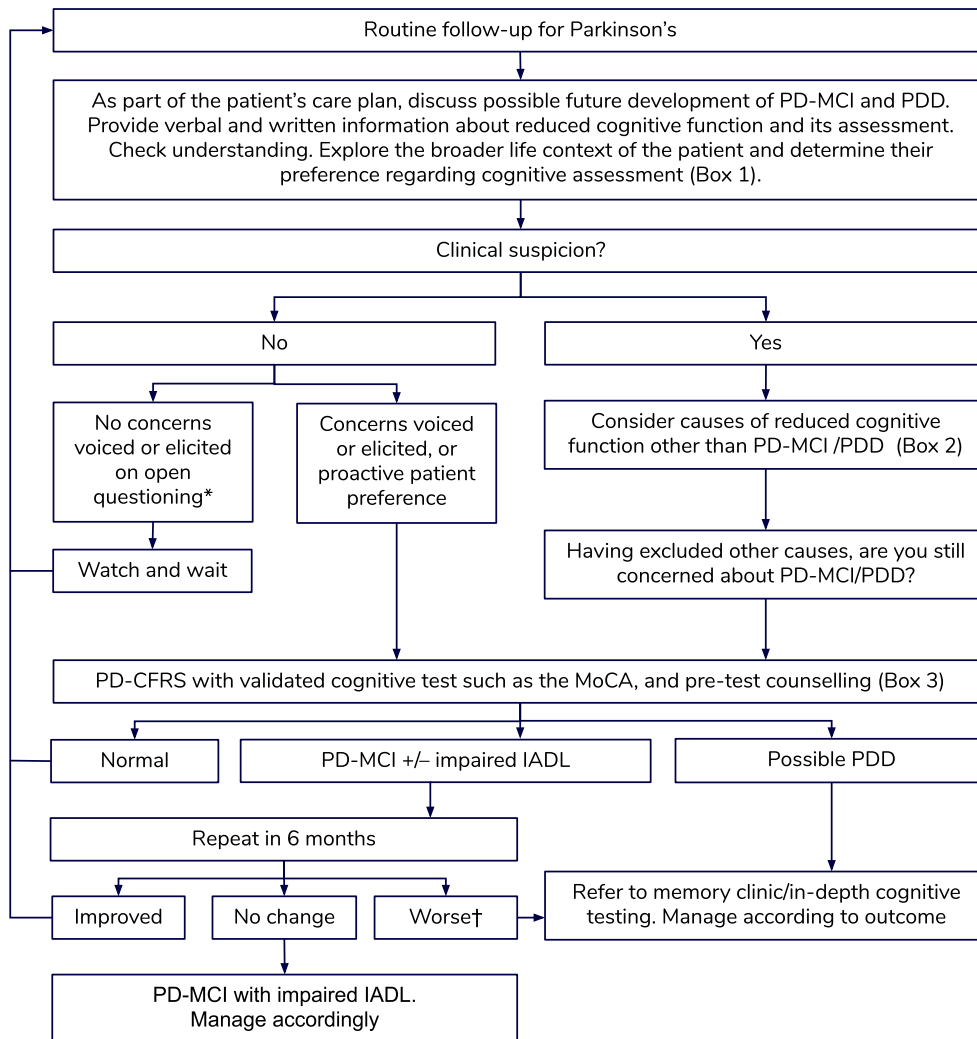 Routine follow-up for Parkinson's
As part of the patient's care plan, discuss possible future development of PD-MCI and PDD.
Provide verbal and written information about reduced cognitive function and its assessment.
Check understanding. Explore the broader life context of the patient and determine their
preference regarding cognitive assessment (Box 1).
Clinical suspicion?
No
Yes
No concerns
voiced or elicited
on open
questioning*
Concerns voiced
or elicited, or
proactive patient
preference
Consider causes of reduced cognitive
function other than PD-MCI /PDD (Box 2)
Watch and wait
Having excluded other causes, are you still
concerned about PD-MCI/PDD?
PD-CFRS with validated cognitive test such as the MoCA, and pre-test counselling (Box 3)
Normal
PD-MCI +/– impaired IADL
Possible PDD
Repeat in 6 months
Improved
No change
Worse†
Refer to memory clinic/in-depth cognitive
testing. Manage according to outcome
PD-MCI with impaired IADL.
Manage accordingly